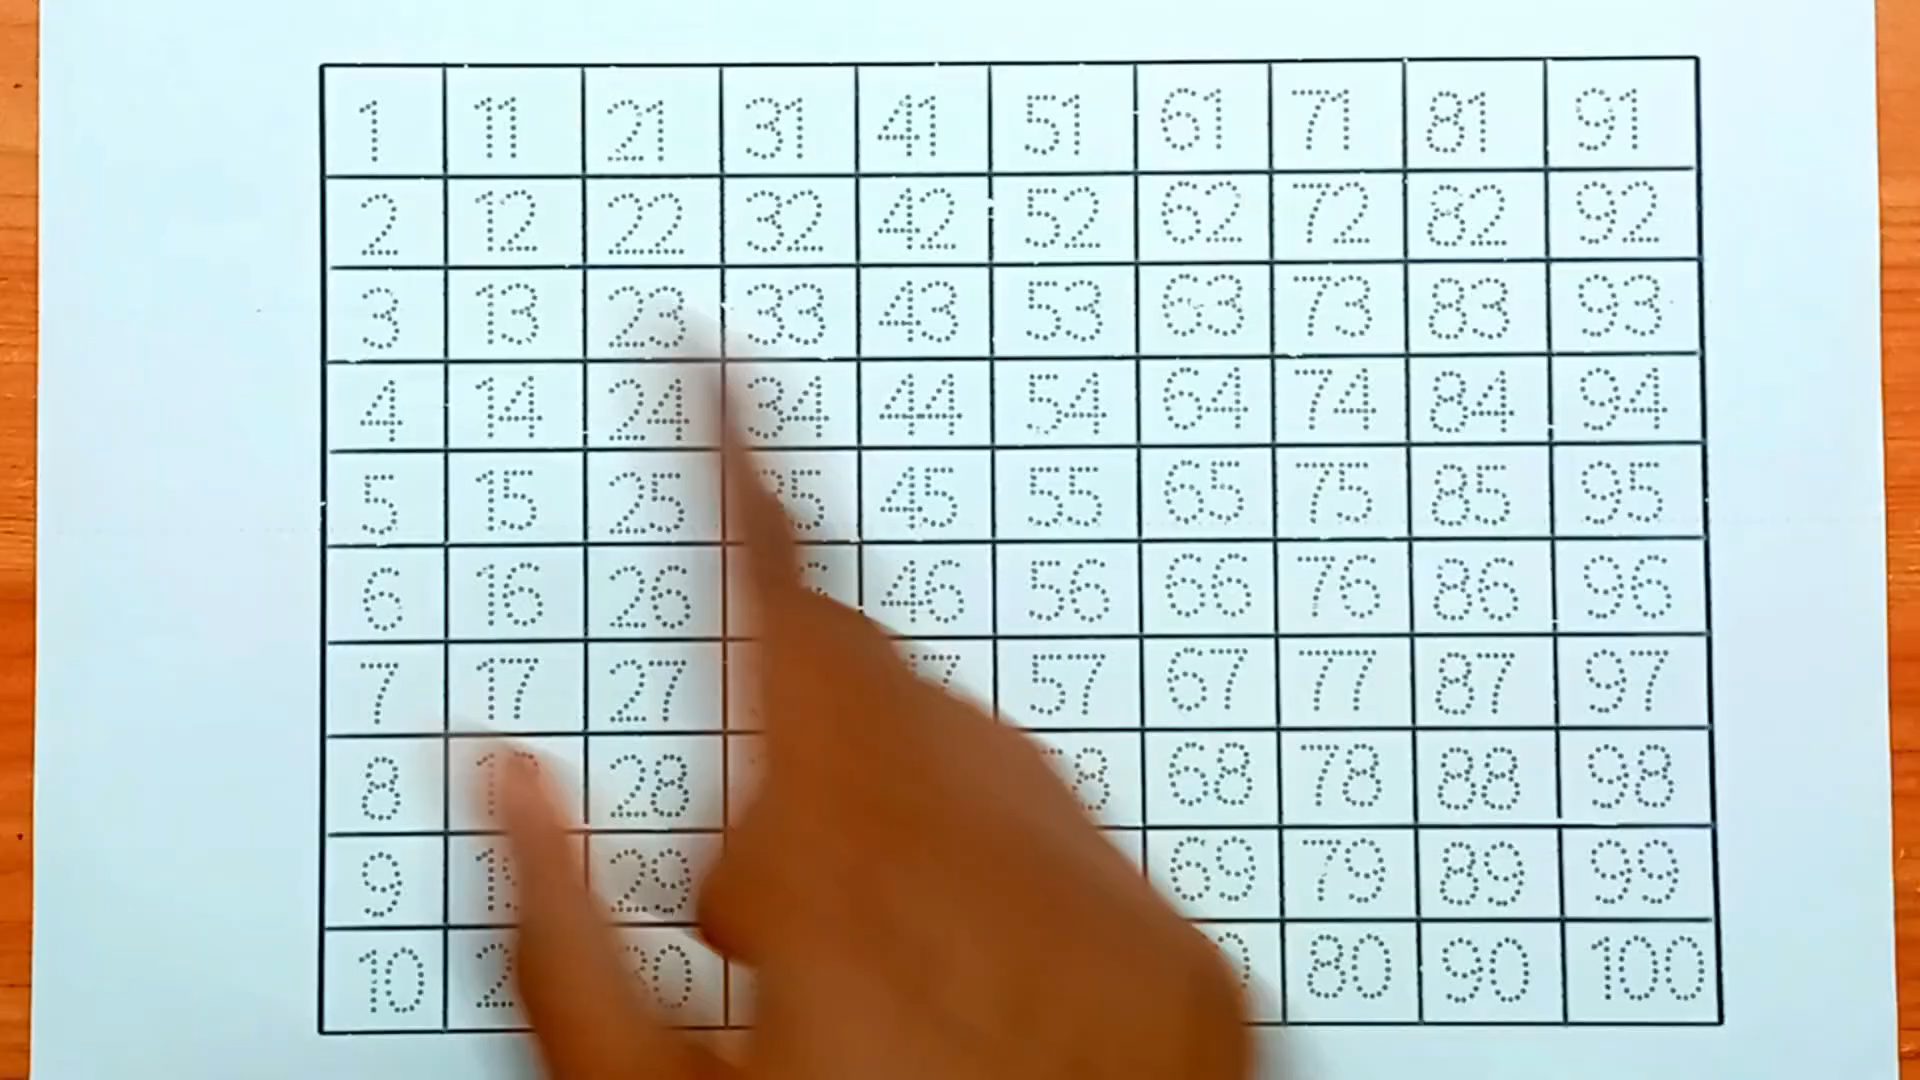 1 11 21 31 41 51 61 71 81 91
2 12 22 32 42 52 62 72 82 92
3 13 23 33 43 53 63 73 83 93
4 14 24 34 44 54 64 74 84 94
5 15 25 35 45 55 65 75 85 95
6 16 26 46 56 66 76 86 96
7 17 27 57 67 77 87 97
8 28 68 78 88 98
9 29 69 79 89 99
10 30 80 90 100